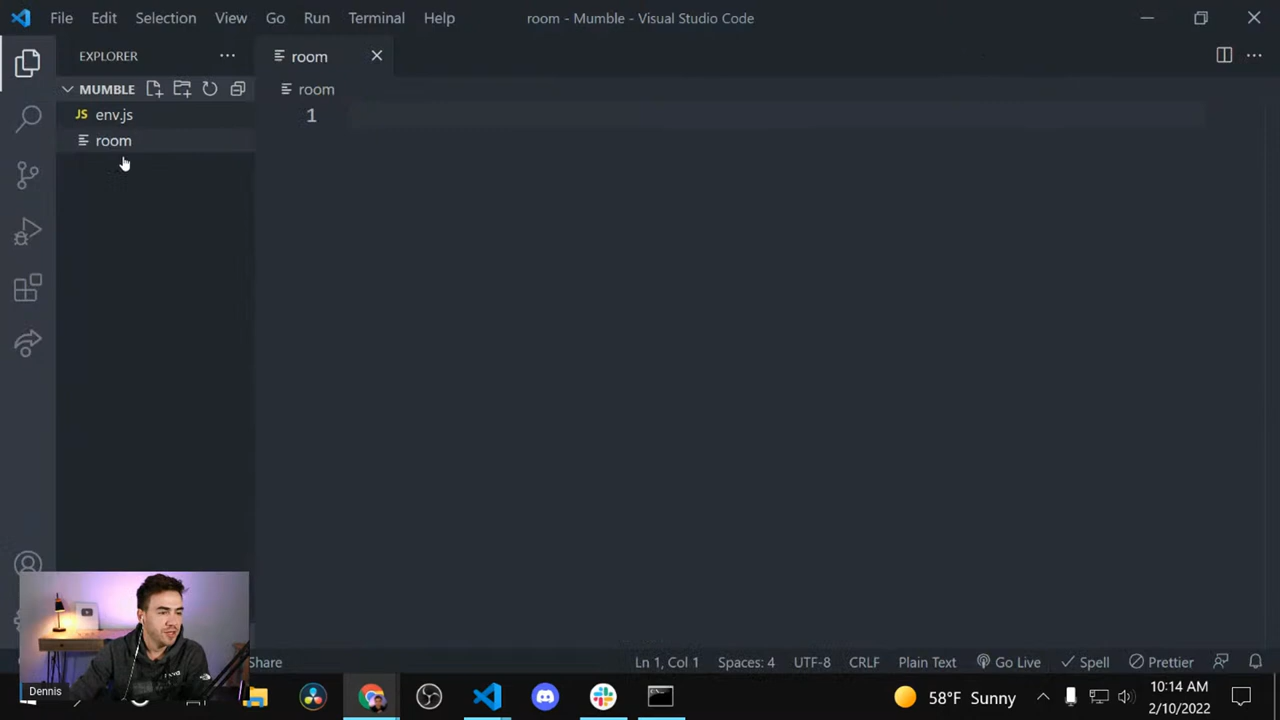 File Edit Selection View Go Run Terminal Help
room - Mumble - Visual Studio Code
EXPLORER
room
MUMBLE
room
JS env.js
1
room
Dennis
Share
Ln 1, Col 1 Spaces: 4 UTF-8 CRLF Plain Text Go Live Spell Prettier
58°F Sunny
10:14 AM
2/10/2022